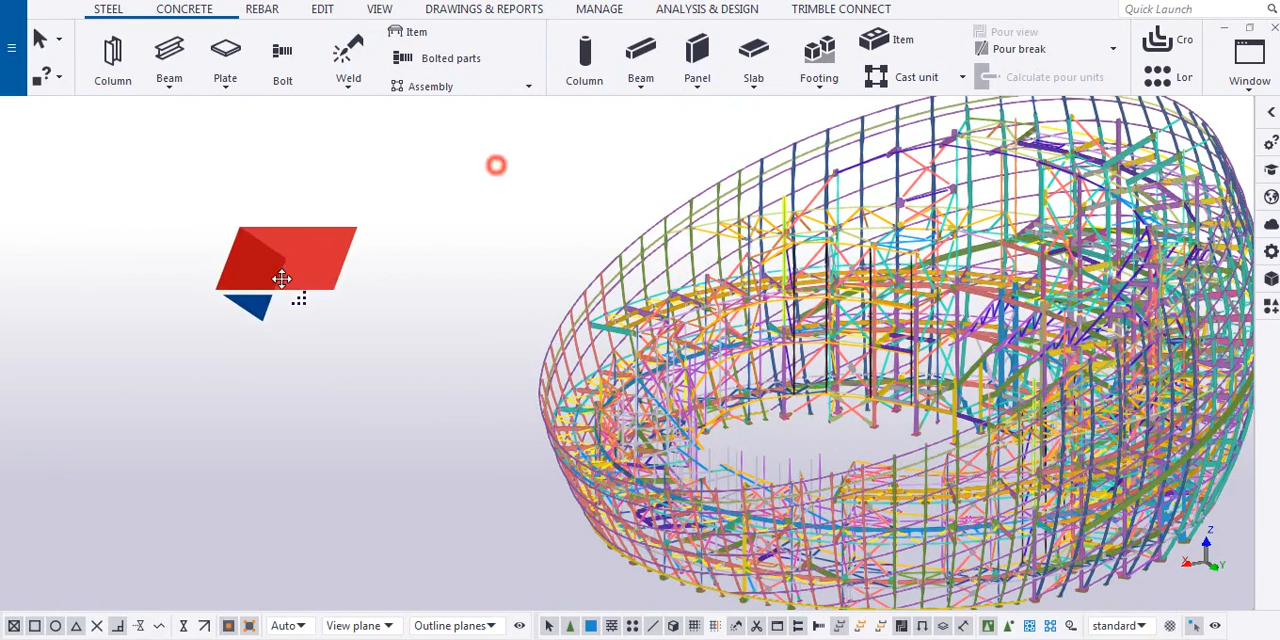 STEEL CONCRETE REBAR EDIT VIEW DRAWINGS & REPORTS MANAGE ANALYSIS & DESIGN TRIMBLE CONNECT Quick Launch
Item Item Pour view
Pour break Cro
Bolted parts
Column Beam Plate Bolt Weld Column Beam Panel Slab Footing Cast unit Calculate pour units Lor Window
Assembly
Z
X Y
Auto View plane Outline planes standard